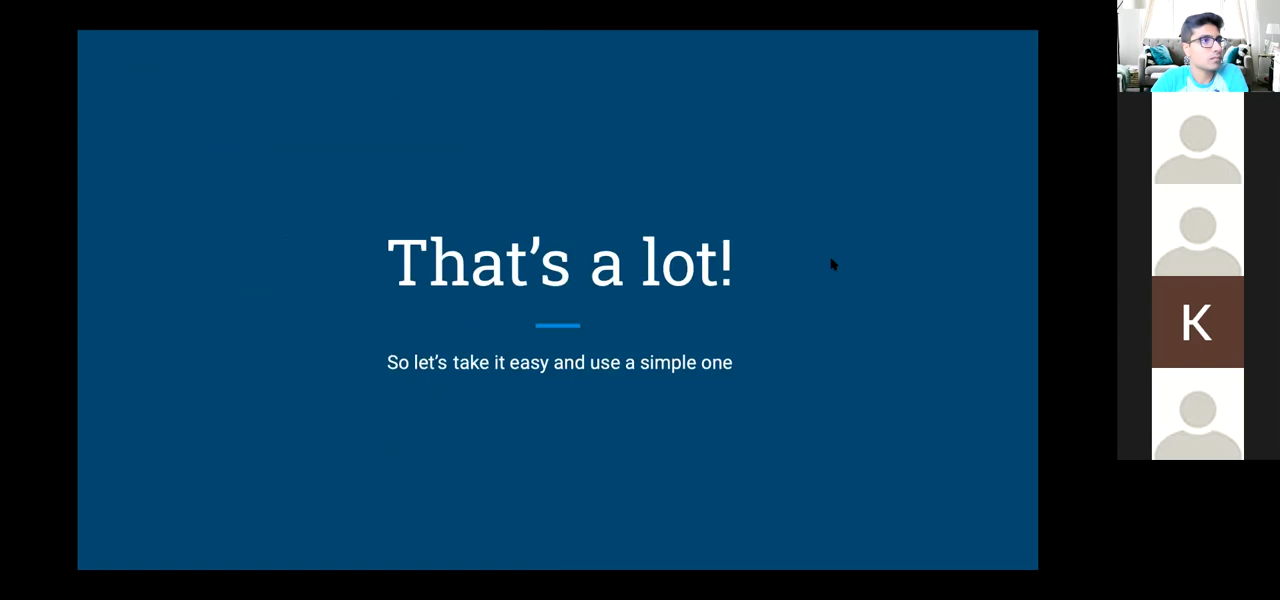 That’s a lot!
So let’s take it easy and use a simple one
K